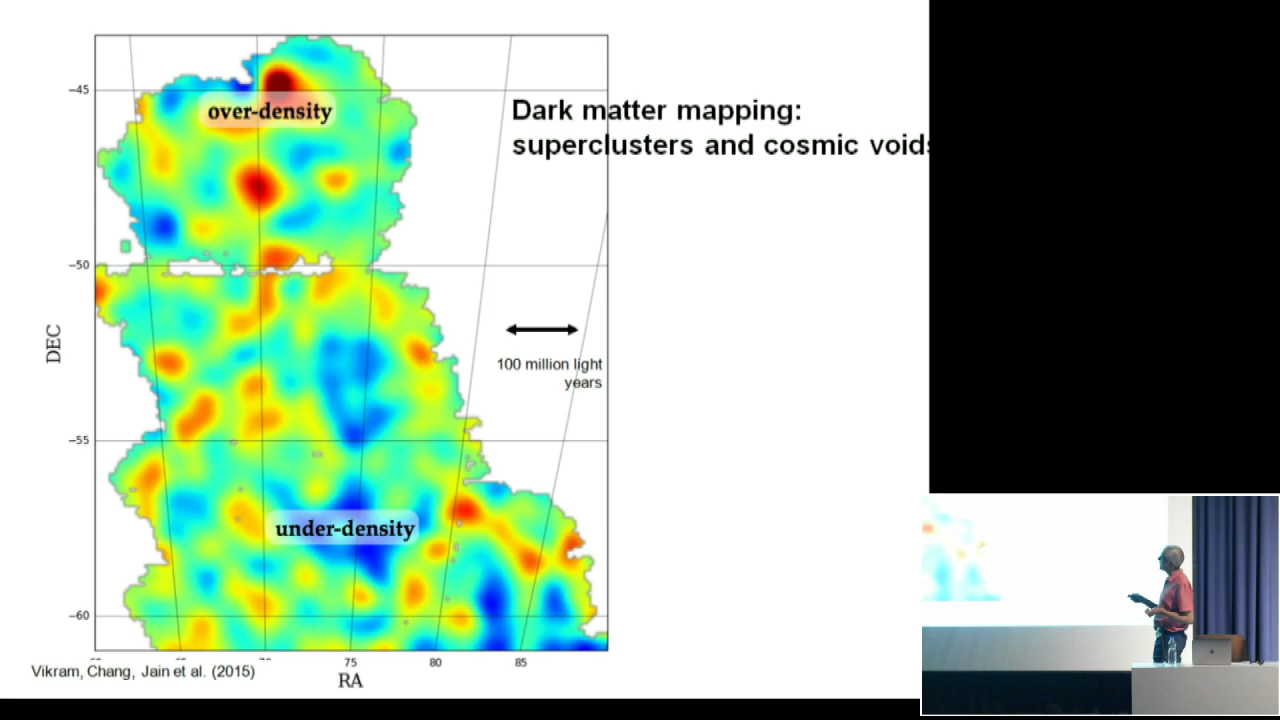 Dark matter mapping:
superclusters and cosmic voids
over-density
under-density
100 million light
years
−45
−50
−55
−60
DEC
75
80
85
RA
Vikram, Chang, Jain et al. (2015)